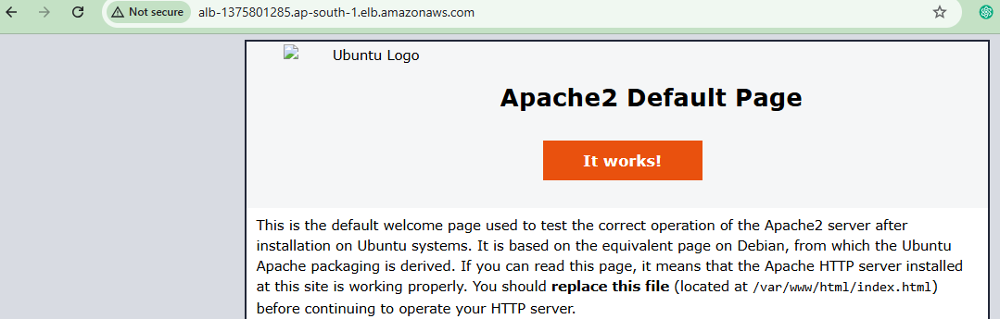 Not secure alb-1375801285.ap-south-1.elb.amazonaws.com
Ubuntu Logo
Apache2 Default Page
It works!
This is the default welcome page used to test the correct operation of the Apache2 server after
installation on Ubuntu systems. It is based on the equivalent page on Debian, from which the Ubuntu
Apache packaging is derived. If you can read this page, it means that the Apache HTTP server installed
at this site is working properly. You should replace this file (located at /var/www/html/index.html)
before continuing to operate your HTTP server.